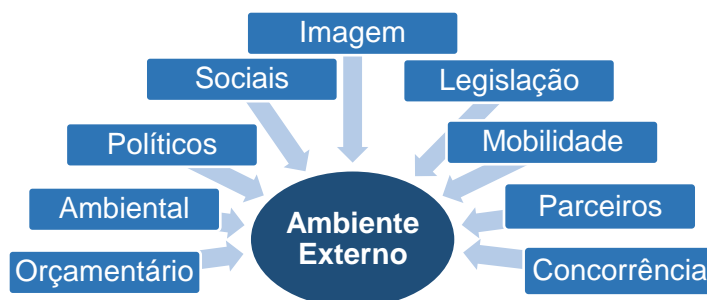 Imagem
Sociais
Legislação
Políticos
Mobilidade
Ambiental
Parceiros
Ambiente
Externo
Orçamentário
Concorrência